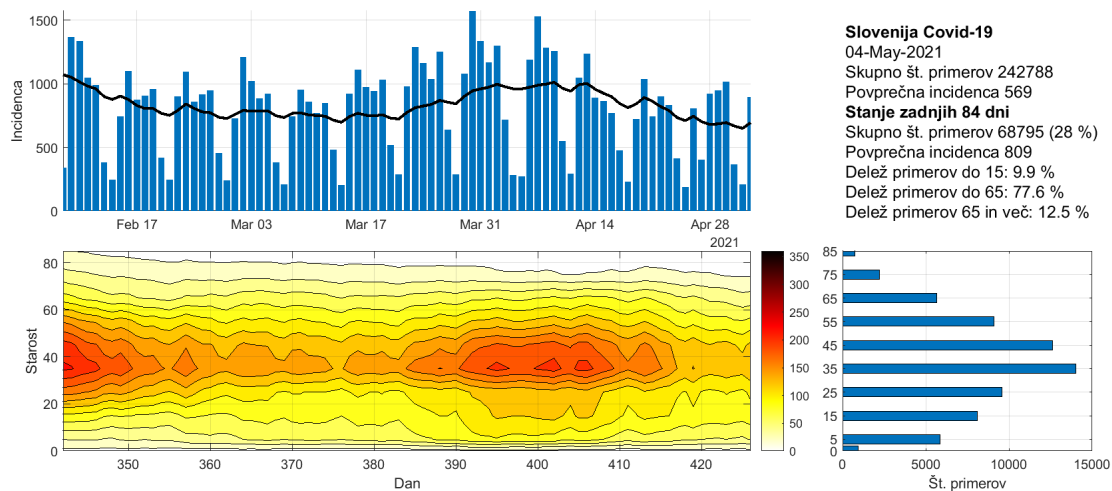 1500
1000
500
0
Incidenca
Feb 17
Mar 03
Mar 17
Mar 31
Apr 14
Apr 28
2021
Slovenija Covid-19
04-May-2021
Skupno št. primerov 242788
Povprečna incidenca 569
Stanje zadnjih 84 dni
Skupno št. primerov 68795 (28 %)
Povprečna incidenca 809
Delež primerov do 15: 9.9 %
Delež primerov do 65: 77.6 %
Delež primerov 65 in več: 12.5 %
80
60
40
20
0
Starost
350
360
370
380
390
400
410
420
Dan
350
300
250
200
150
100
50
0
85
75
65
55
45
35
25
15
5
0
0
5000
10000
15000
Št. primerov